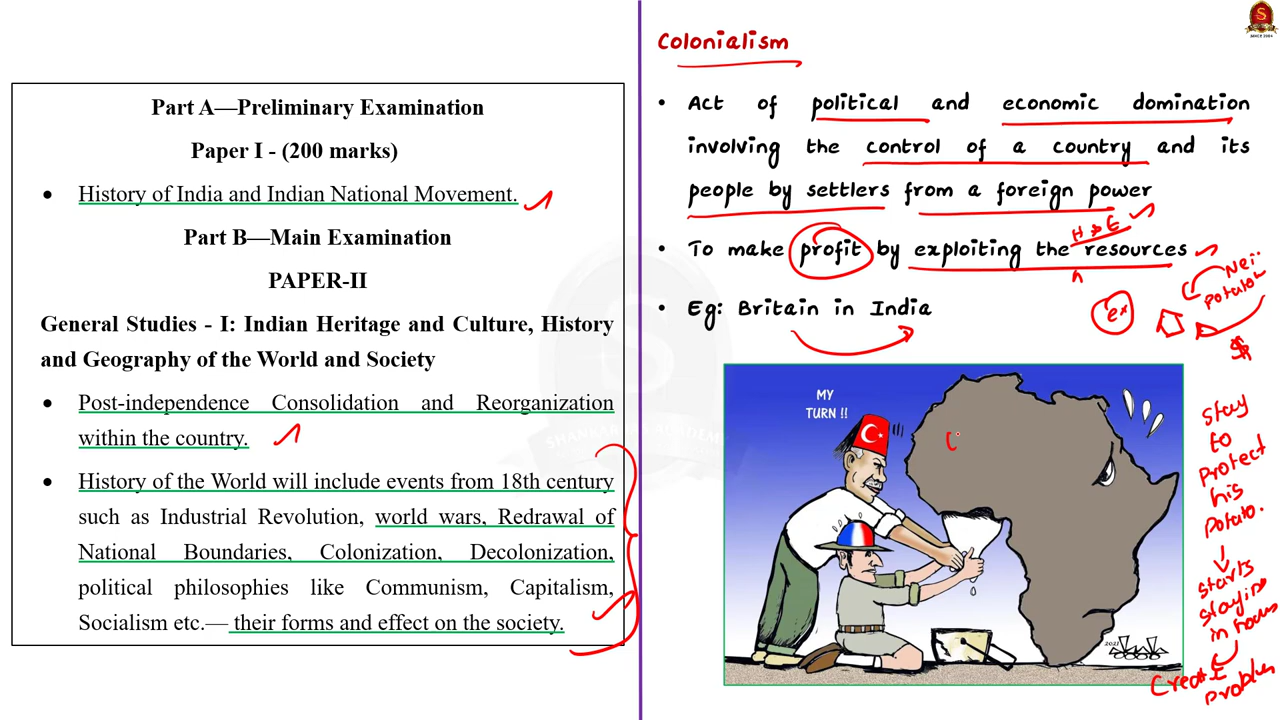 Part A—Preliminary Examination
Paper I - (200 marks)
• History of India and Indian National Movement.
Part B—Main Examination
PAPER-II
General Studies - I: Indian Heritage and Culture, History
and Geography of the World and Society
• Post-independence Consolidation and Reorganization
within the country.
• History of the World will include events from 18th century
such as Industrial Revolution, world wars, Redrawal of
National Boundaries, Colonization, Decolonization,
political philosophies like Communism, Capitalism,
Socialism etc.— their forms and effect on the society.
Colonialism
• Act of political and economic domination
involving the control of a country and its
people by settlers from a foreign power
• To make profit by exploiting the resources
• Eg: Britain in India
ex
$
MY
TURN !!
2021
stay
to
protect
his
potato.
starts
in
Create
problem
S
SINCE 2004